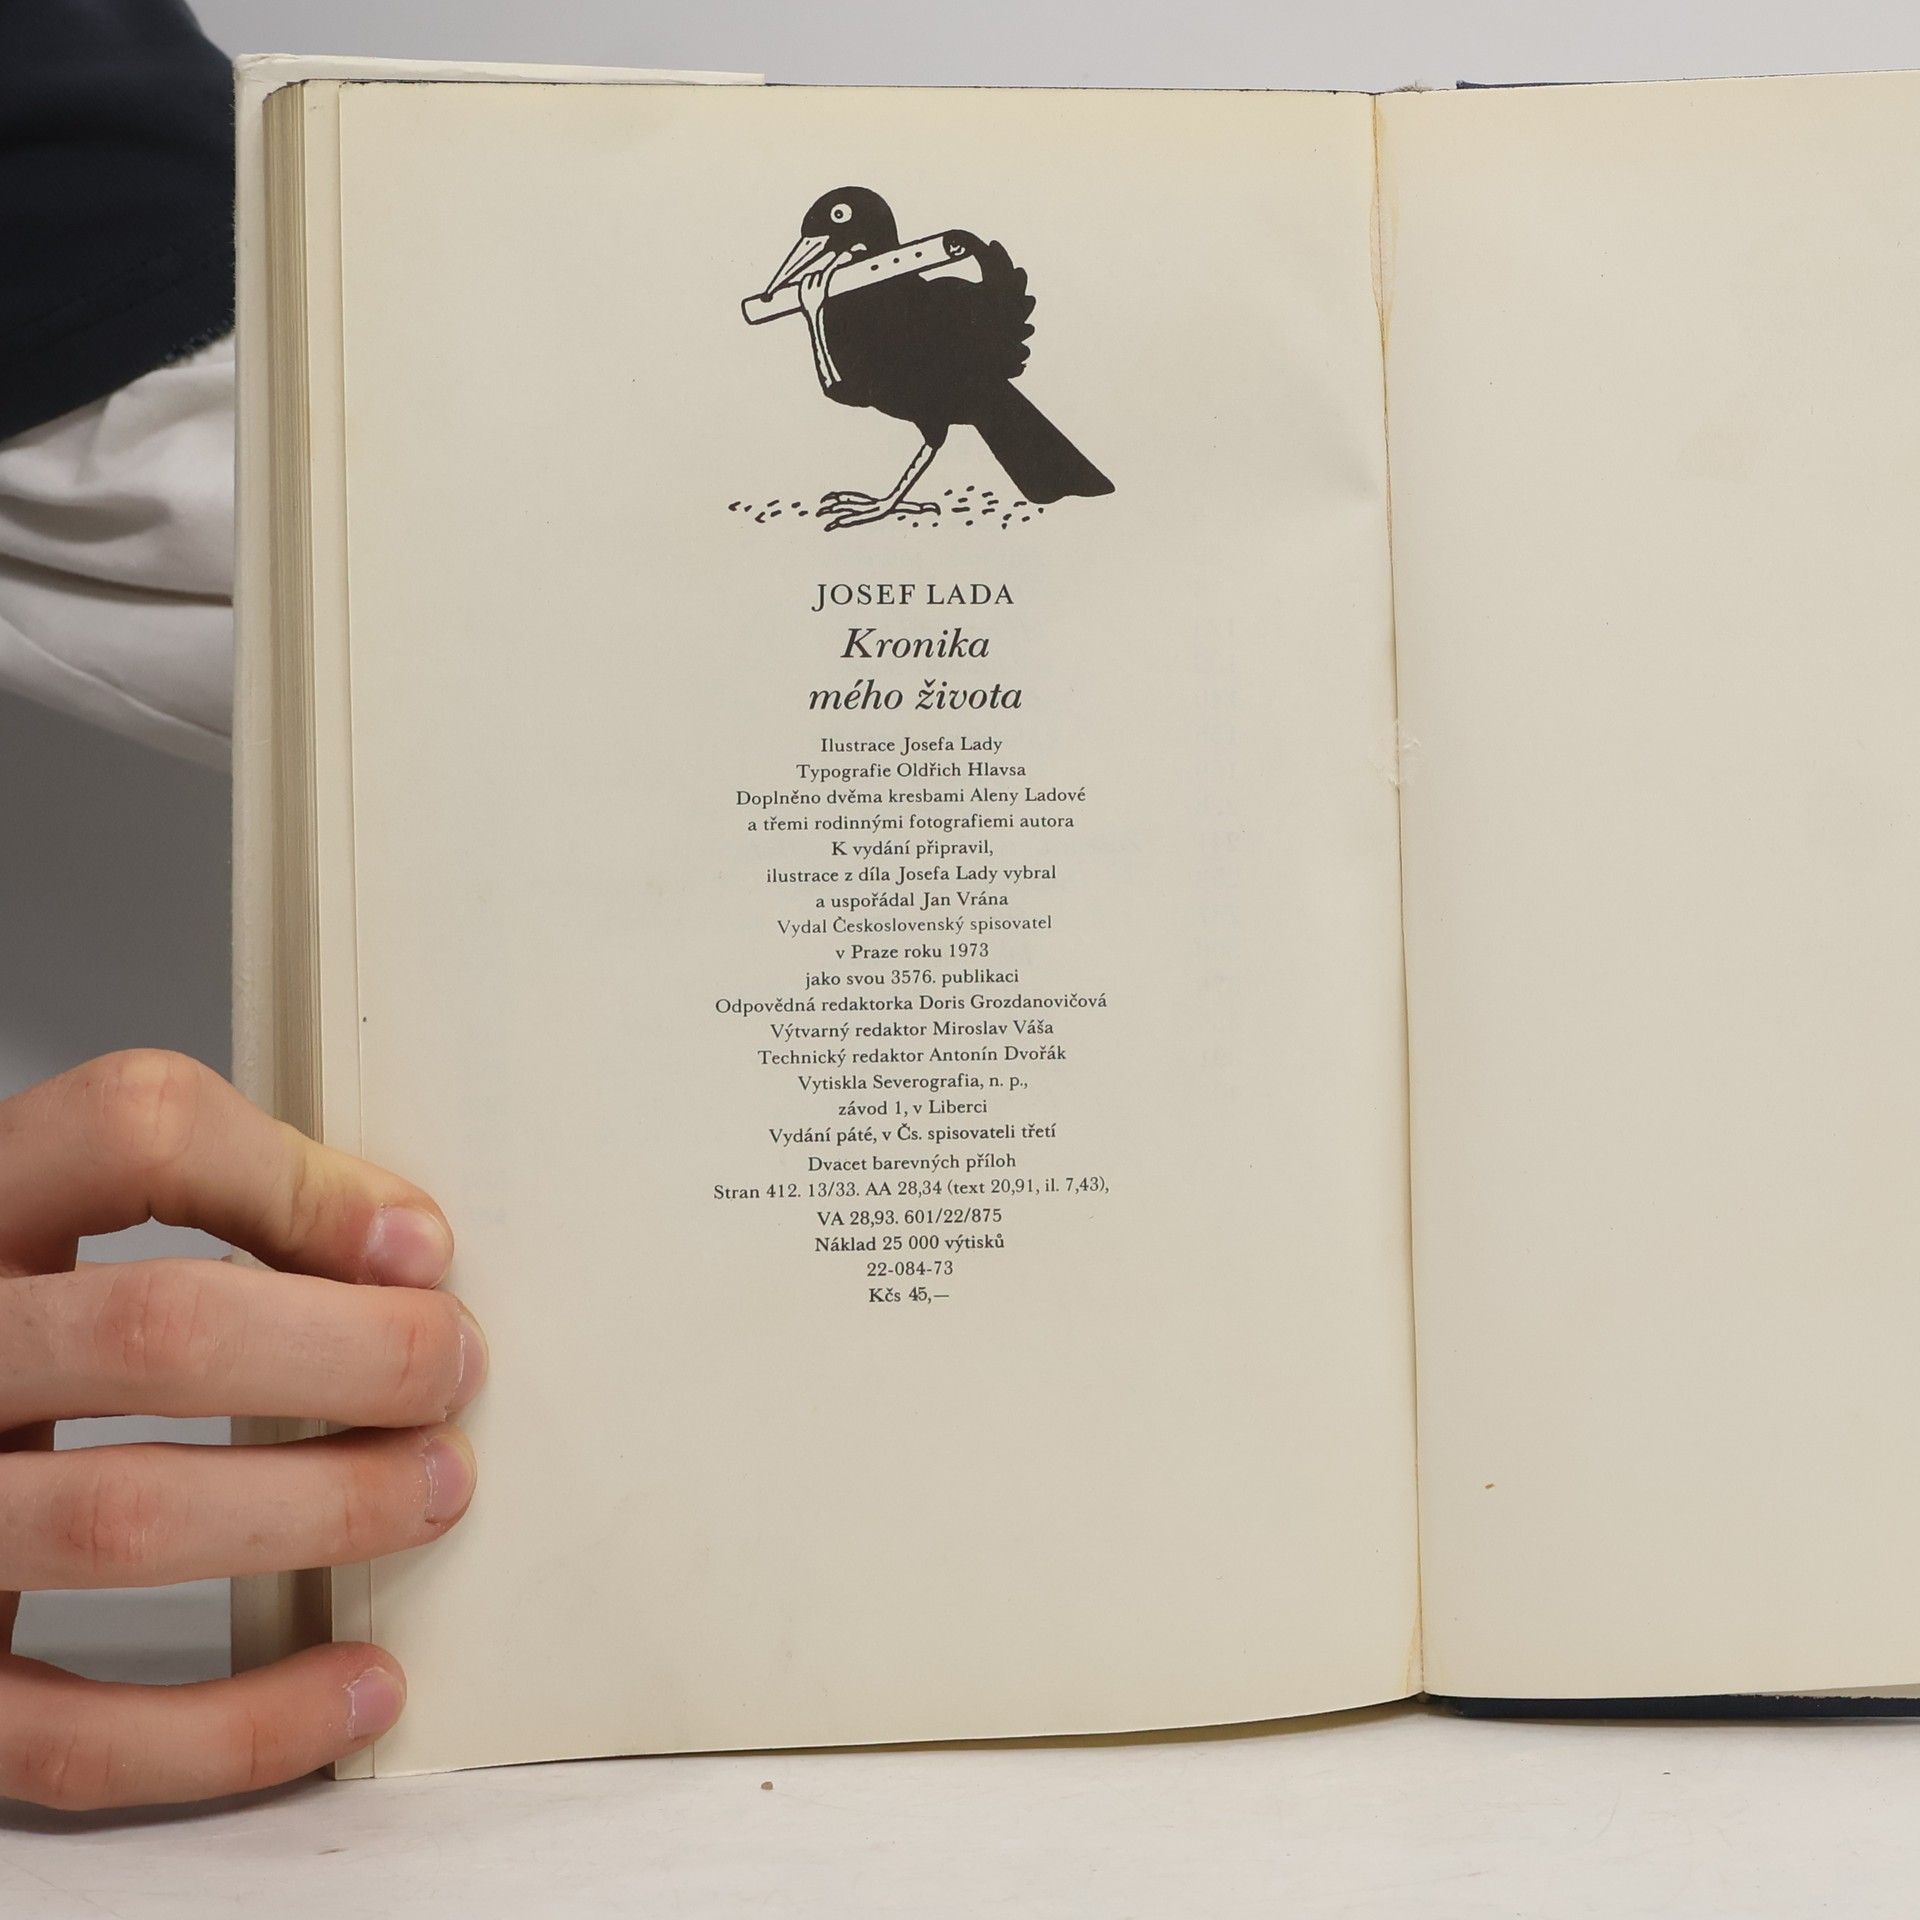 JOSEF LADA
Kronika
mého života
Ilustrace Josefa Lady
Typografie Oldřich Hlavsa
Doplněno dvěma kresbami Aleny Ladové
a třemi rodinnými fotografiemi autora
K vydání připravil,
ilustrace z díla Josefa Lady vybral
a uspořádal Jan Vrána
Vydal Československý spisovatel
v Praze roku 1973
jako svou 3576. publikaci
Odpovědná redaktorka Doris Grozdanovičová
Výtvarný redaktor Miroslav Váša
Technický redaktor Antonín Dvořák
Vytiskla Severografia, n. p.,
závod 1, v Liberci
Vydání páté, v Čs. spisovateli třetí
Dvacet barevných příloh
Stran 412. 13/33. AA 28,34 (text 20,91, il. 7,43),
VA 28,93. 601/22/875
Náklad 25 000 výtisků
22-084-73
Kčs 45,—